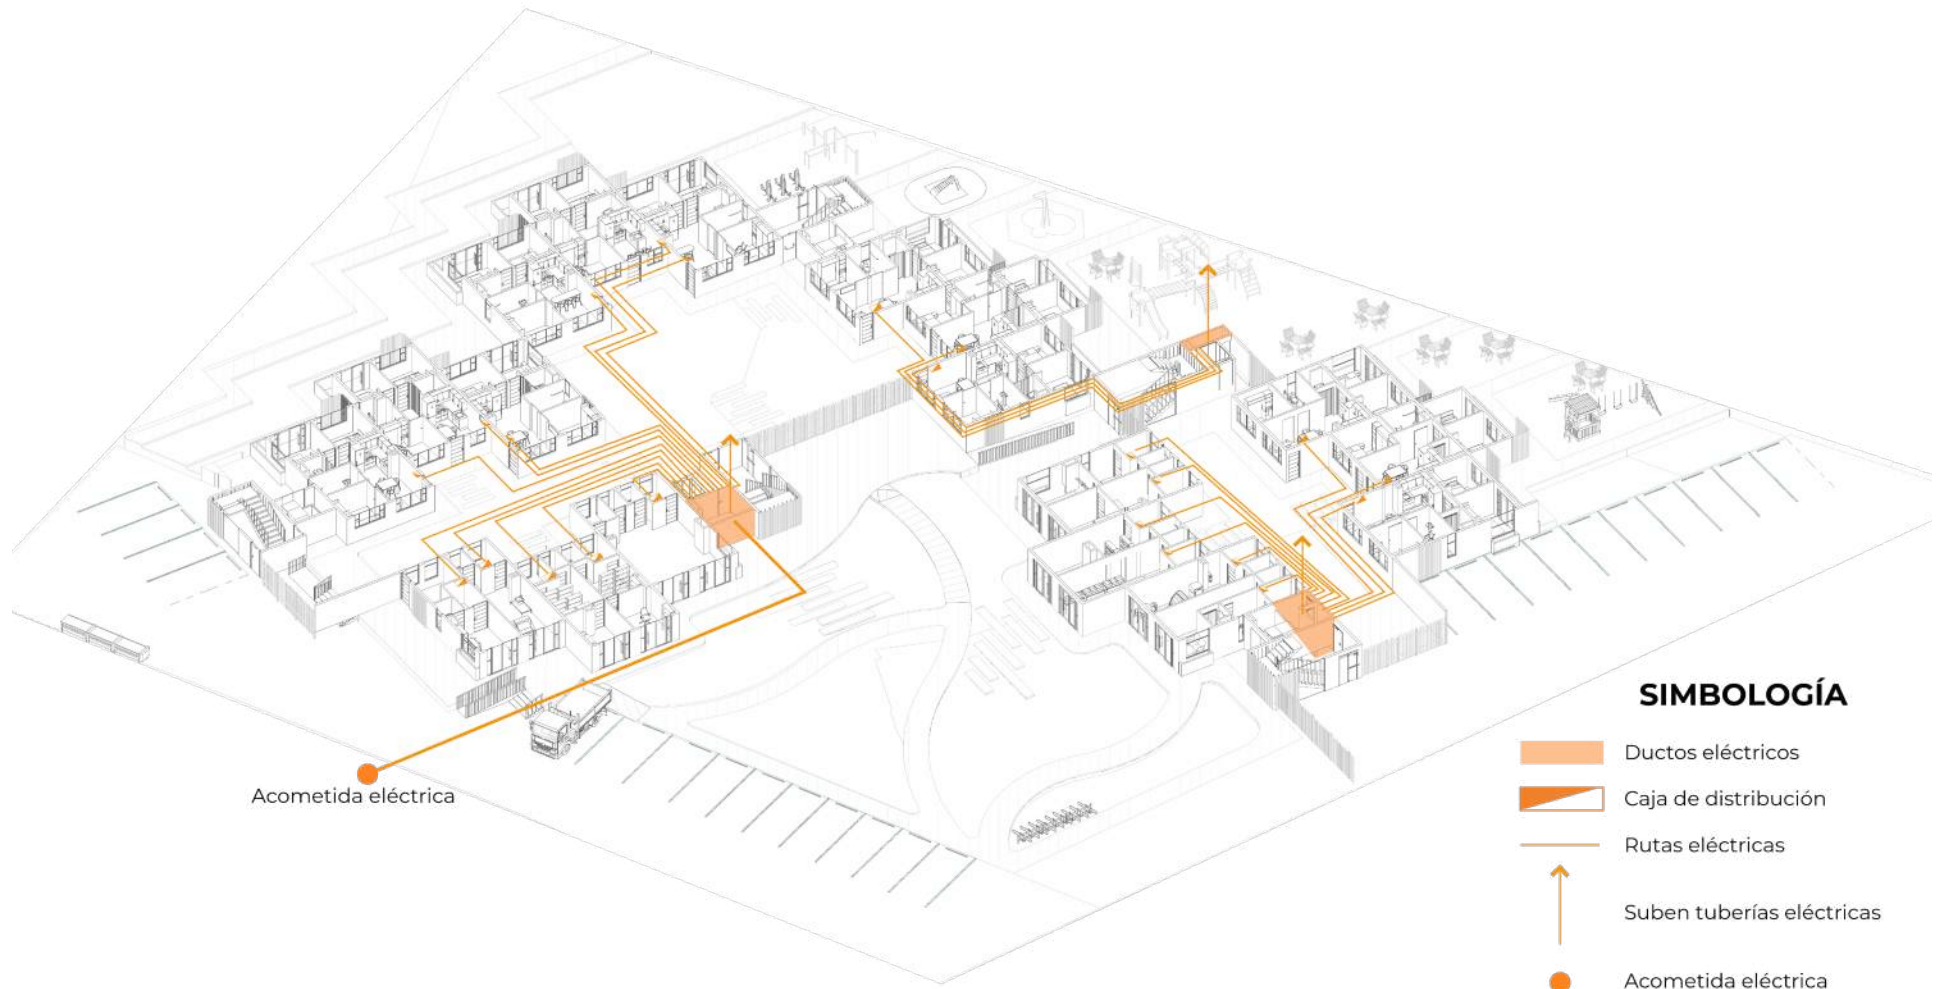 Acometida eléctrica
SIMBOLOGÍA
Ductos eléctricos
Caja de distribución
Rutas eléctricas
Suben tuberías eléctricas
Acometida eléctrica